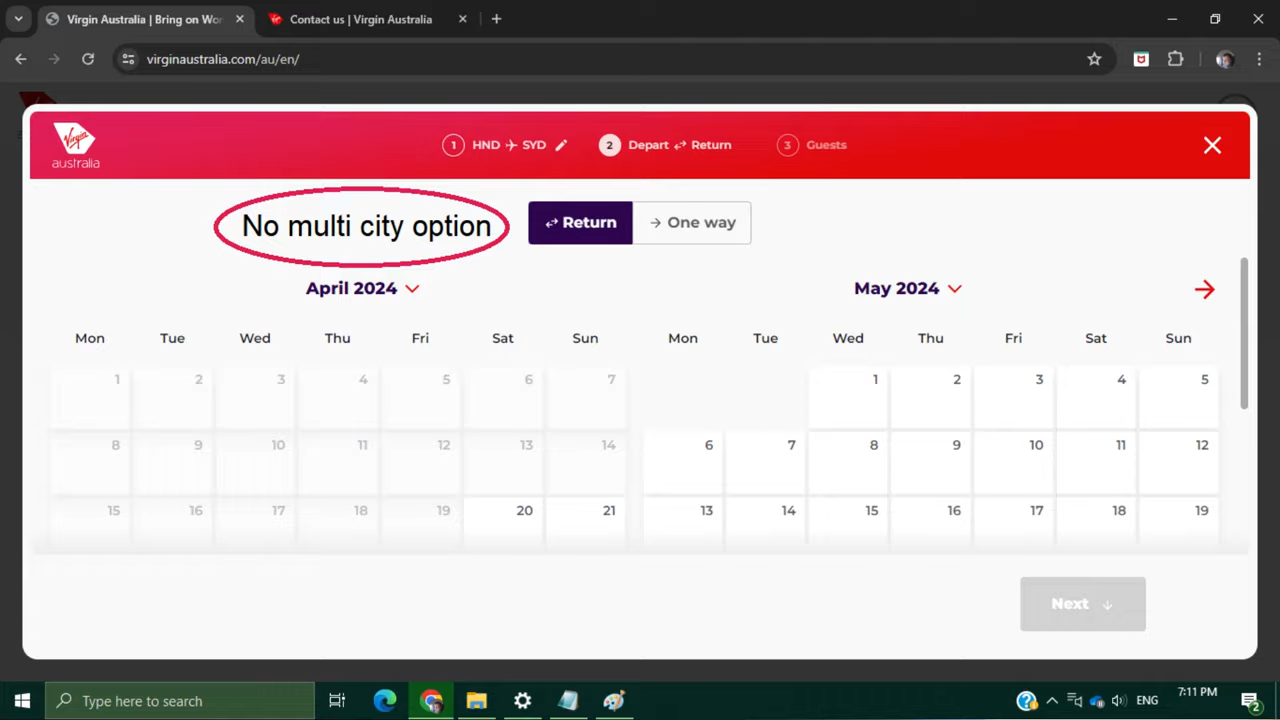 Virgin Australia | Bring on Wo
Contact us | Virgin Australia
virginaustralia.com/au/en/
Virgin
australia
1 HND SYD
2 Depart Return
3 Guests
No multi city option
Return
One way
April 2024
May 2024
Mon Tue Wed Thu Fri Sat Sun
Mon Tue Wed Thu Fri Sat Sun
1 2 3 4 5 6 7
1 2 3 4 5
8 9 10 11 12 13 14
6 7 8 9 10 11 12
15 16 17 18 19 20 21
13 14 15 16 17 18 19
Next
Type here to search
ENG
7:11 PM
2